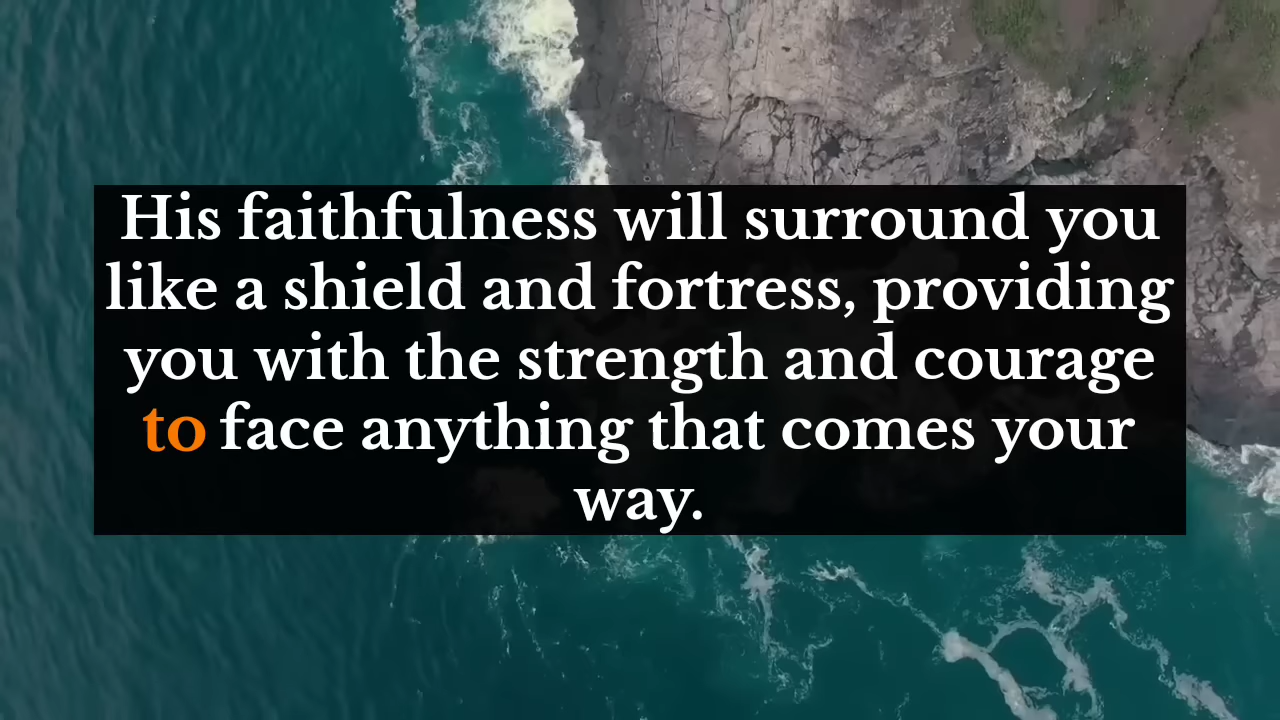 His faithfulness will surround you
like a shield and fortress, providing
you with the strength and courage
to face anything that comes your
way.